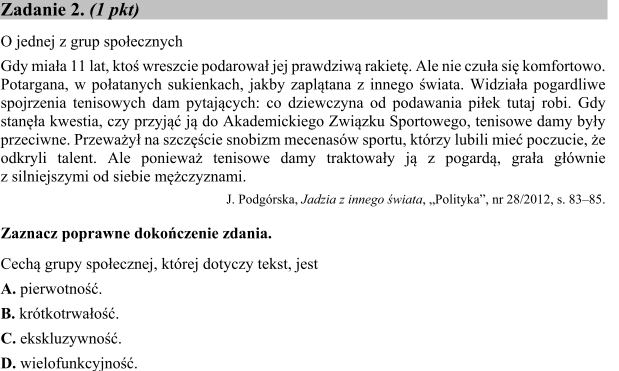 Zadanie 2. (1 pkt)
O jednej z grup społecznych
Gdy miała 11 lat, ktoś wreszcie podarował jej prawdziwą rakietę. Ale nie czuła się komfortowo.
Potargana, w połatanych sukienkach, jakby zaplątana z innego świata. Widziała pogardliwe
spojrzenia tenisowych dam pytających: co dziewczyna od podawania piłek tutaj robi. Gdy
stanęła kwestia, czy przyjąć ją do Akademickiego Związku Sportowego, tenisowe damy były
przeciwne. Przeważył na szczęście snobizm mecenasów sportu, którzy lubili mieć poczucie, że
odkryli talent. Ale ponieważ tenisowe damy traktowały ją z pogardą, grała głównie
z silniejszymi od siebie mężczyznami.
J. Podgórska, Jadzia z innego świata, „Polityka”, nr 28/2012, s. 83–85.
Zaznacz poprawne dokończenie zdania.
Cechą grupy społecznej, której dotyczy tekst, jest
A. pierwotność.
B. krótkotrwałość.
C. ekskluzywność.
D. wielofunkcyjność.